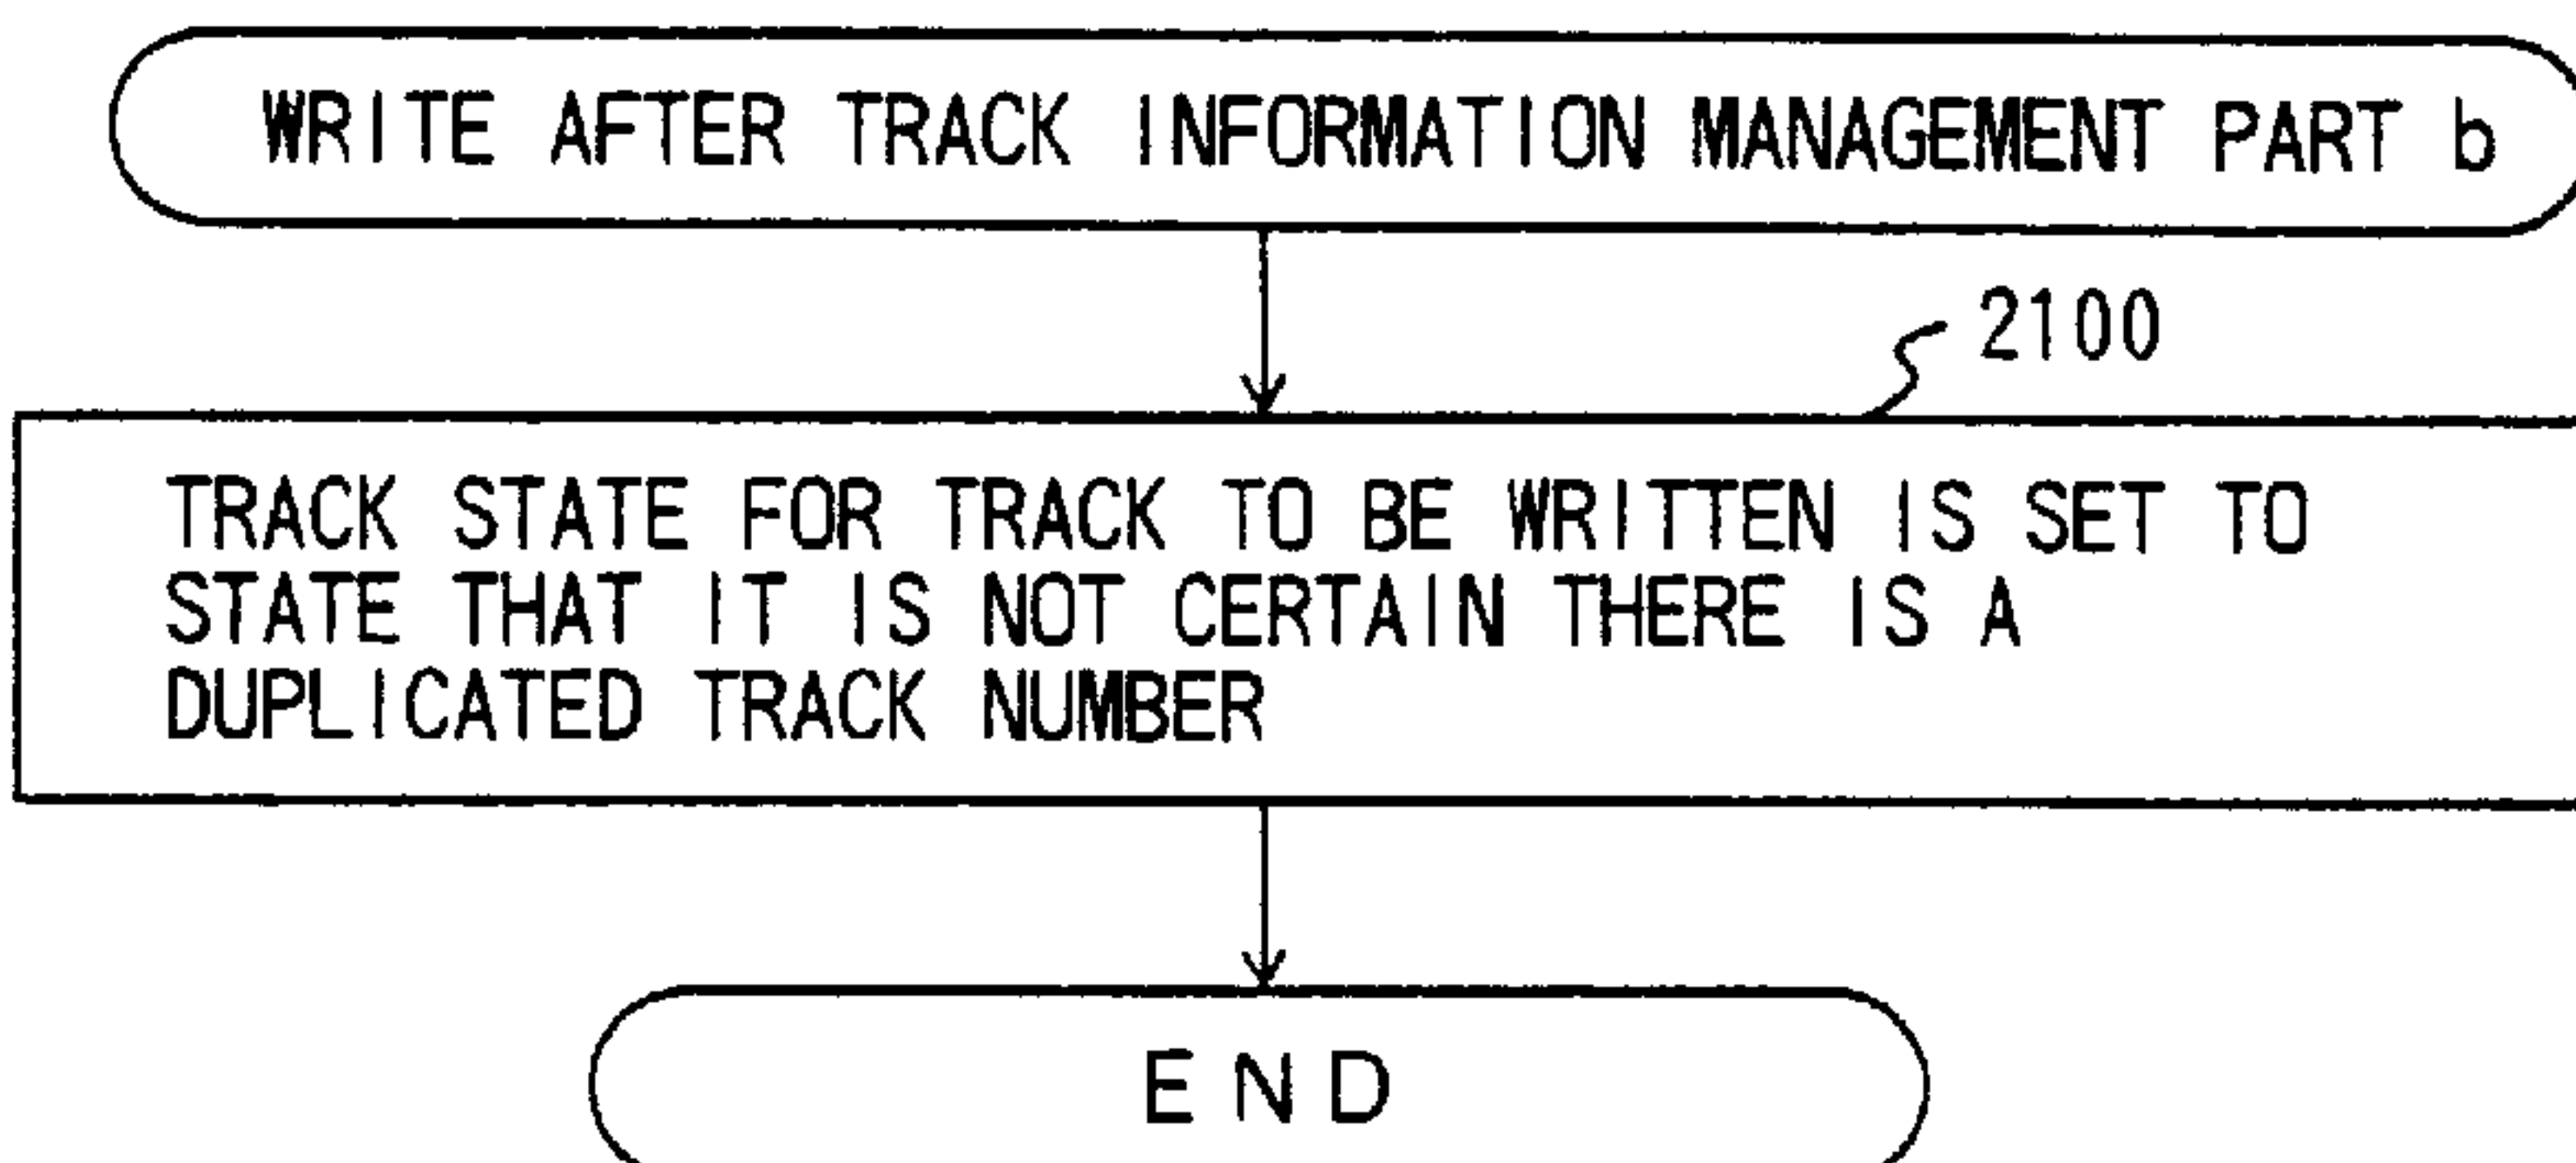 WRITE AFTER TRACK INFORMATION MANAGEMENT PART b
2100
TRACK STATE FOR TRACK TO BE WRITTEN IS SET TO
STATE THAT IT IS NOT CERTAIN THERE IS A
DUPLICATED TRACK NUMBER
END